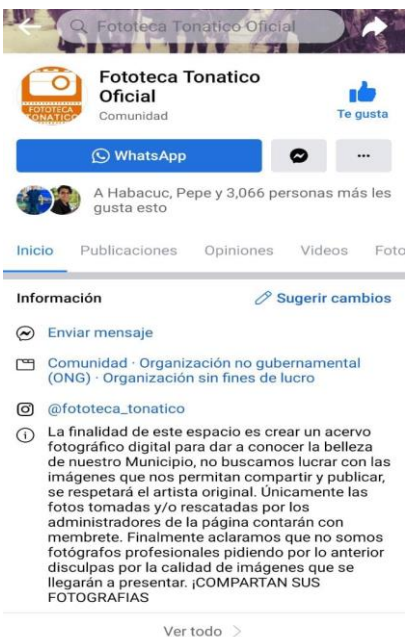 Fototeca Tonatico Oficial
FOTOTECA
TONATICO
Fototeca Tonatico
Oficial
Comunidad
Te gusta
WhatsApp
A Habacuc, Pepe y 3,066 personas más les
gusta esto
Inicio Publicaciones Opiniones Videos Foto
Información
Sugerir cambios
Enviar mensaje
Comunidad · Organización no gubernamental
(ONG) · Organización sin fines de lucro
@fototeca_tonatico
La finalidad de este espacio es crear un acervo
fotográfico digital para dar a conocer la belleza
de nuestro Municipio, no buscamos lucrar con las
imágenes que nos permitan compartir y publicar,
se respetará el artista original. Únicamente las
fotos tomadas y/o rescatadas por los
administradores de la página contarán con
membrete. Finalmente aclaramos que no somos
fotógrafos profesionales pidiendo por lo anterior
disculpas por la calidad de imágenes que se
llegarán a presentar. ¡COMPARTAN SUS
FOTOGRAFIAS
Ver todo